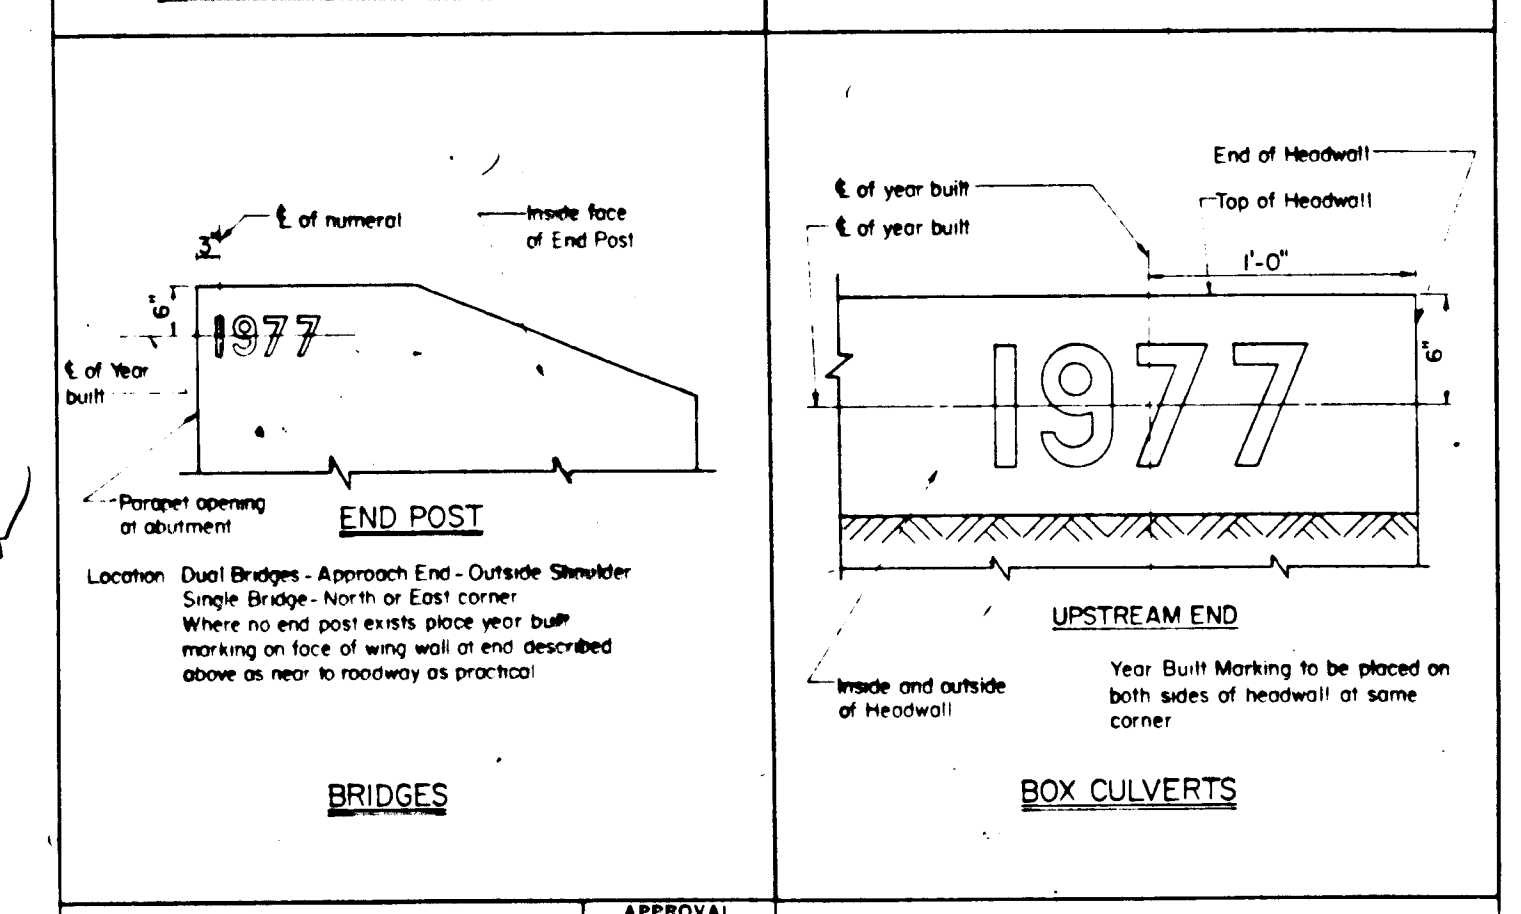 ℄ of numeral
Inside face
of End Post
3"
6"
1977
℄ of Year
built
Parapet opening
at abutment
END POST
Location Dual Bridges - Approach End - Outside Shoulder
Single Bridge - North or East corner
Where no end post exists place year built
marking on face of wing wall at end described
above as near to roadway as practical
BRIDGES
End of Headwall
℄ of year built
Top of Headwall
℄ of year built
1'-0"
6"
1977
UPSTREAM END
Year Built Marking to be placed on
both sides of headwall at same
corner
Inside and outside
of Headwall
BOX CULVERTS
APPROVAL